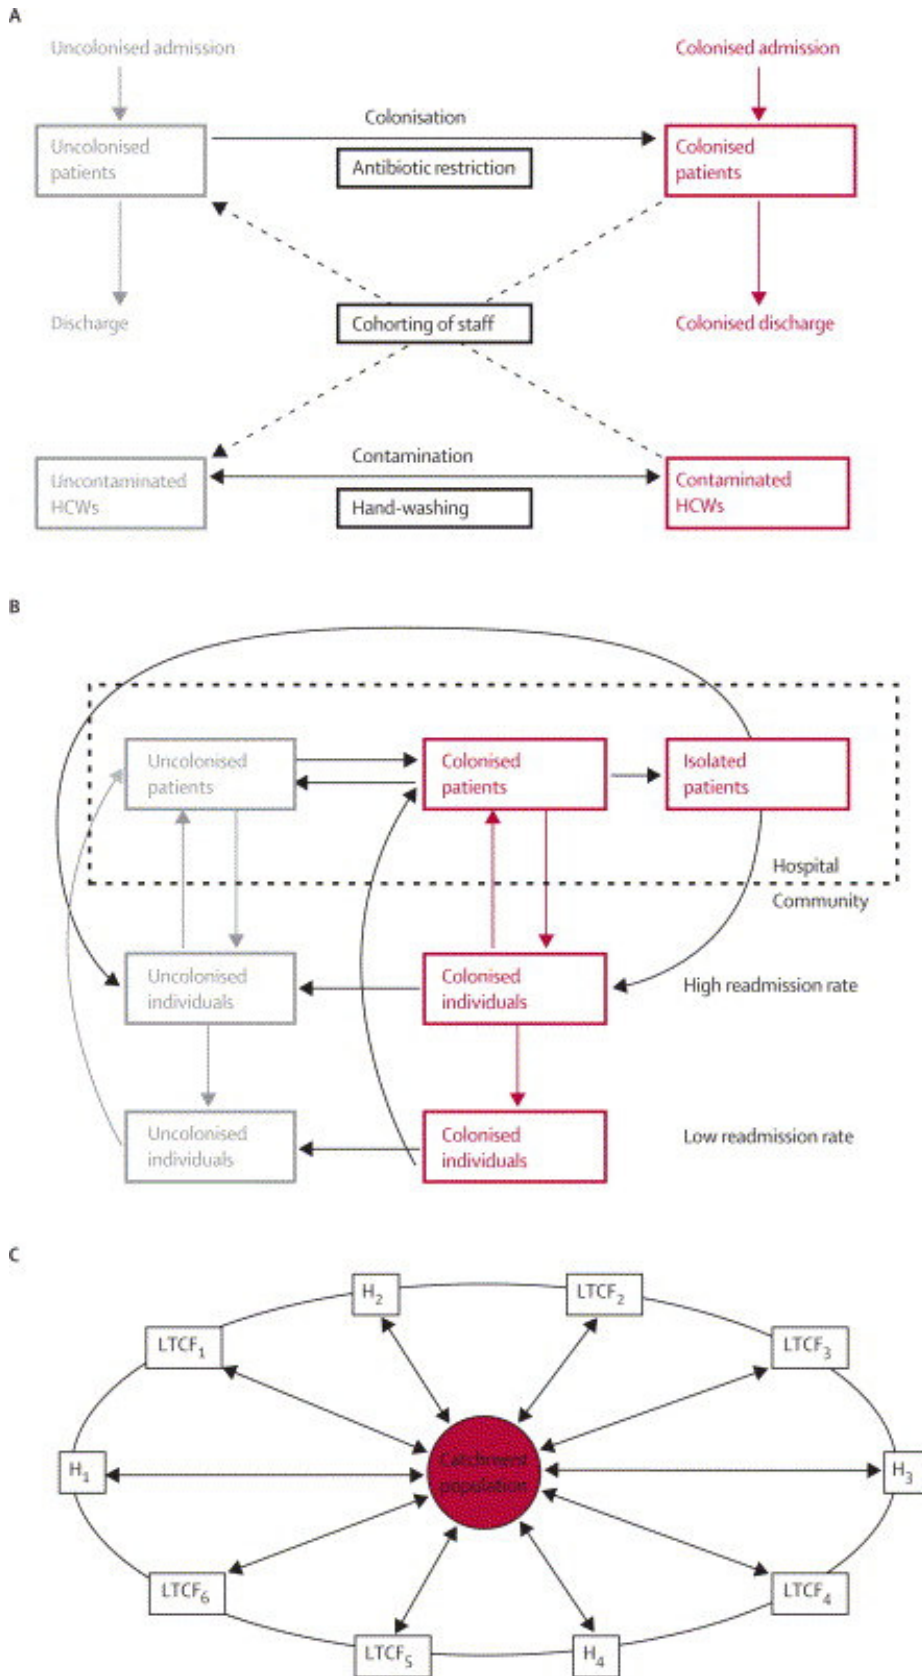 A
Uncolonised admission
Colonised admission
Colonisation
Uncolonised
patients
Antibiotic restriction
Colonised
patients
Discharge
Cohorting of staff
Colonised discharge
Contamination
Uncontaminated
HCWs
Hand-washing
Contaminated
HCWs
B
Uncolonised
patients
Colonised
patients
Isolated
patients
Hospital
Community
Uncolonised
individuals
Colonised
individuals
High readmission rate
Uncolonised
individuals
Colonised
individuals
Low readmission rate
C
H2
LTCF2
LTCF1
LTCF3
H1
Catchment
population
H3
LTCF6
LTCF4
LTCF5
H4